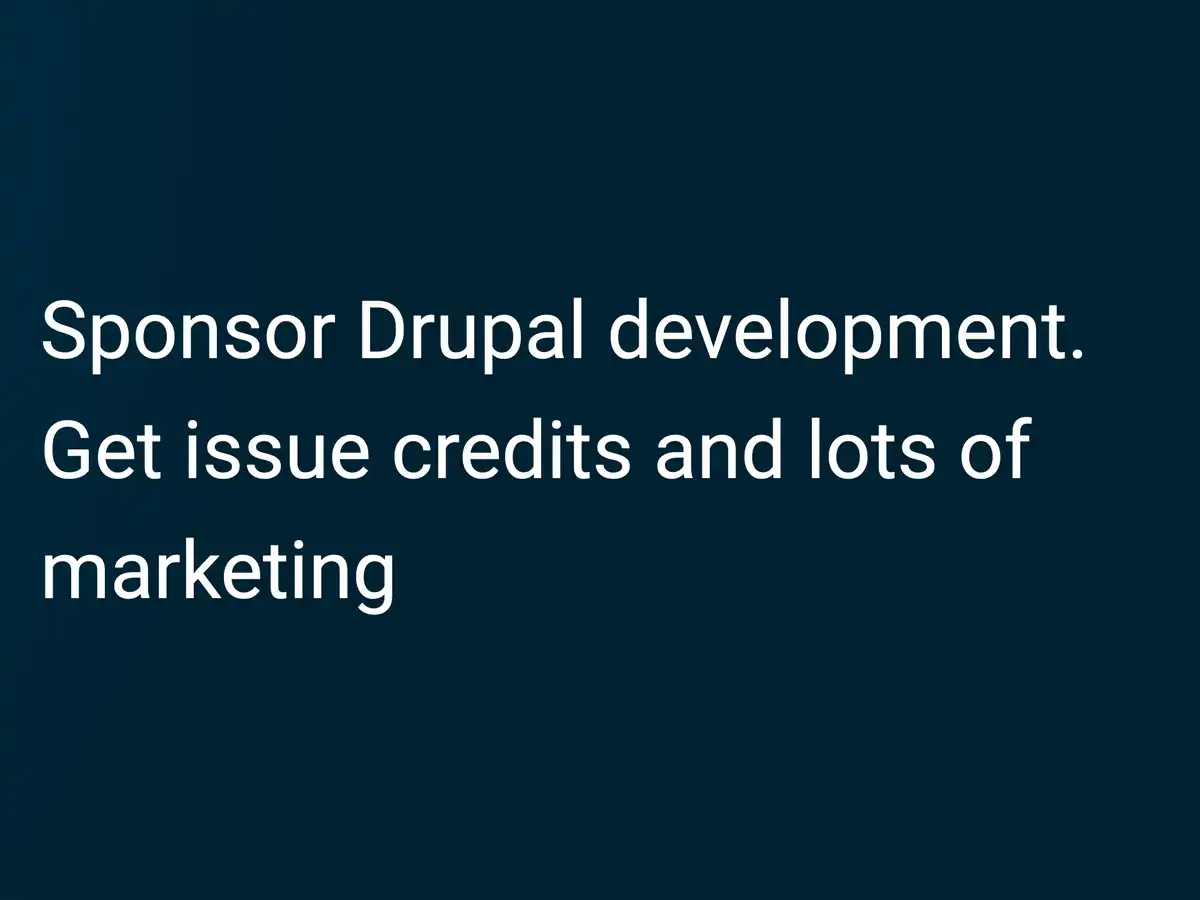 Sponsor Drupal development.
Get issue credits and lots of
marketing